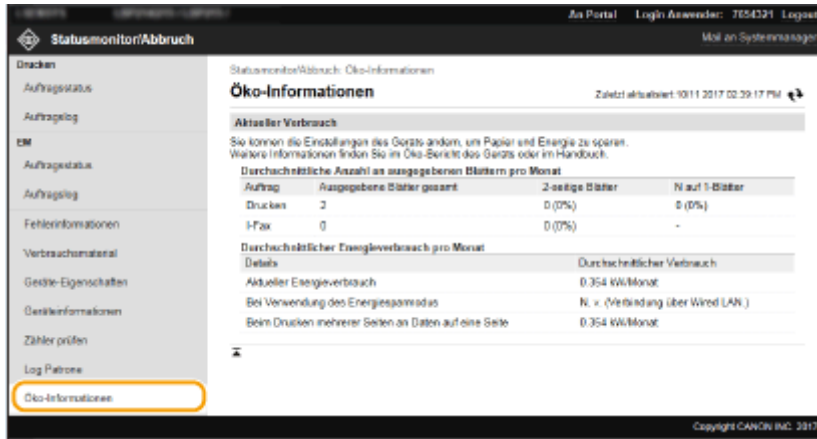 An Portal Login Anwender: 7654321 Logout
Statusmonitor/Abbruch
Mail an Systemmanager
Drucken
Auftragsstatus
Auftragslog
EM
Auftragsstatus
Auftragslog
Fehlerinformationen
Verbrauchsmaterial
Geräte-Eigenschaften
Geräteinformationen
Zähler prüfen
Log Patrone
Öko-Informationen
Statusmonitor/Abbruch: Öko-Informationen
Öko-Informationen
Zuletzt aktualisiert: 10/11 2017 02:39:17 PM
Aktueller Verbrauch
Sie können die Einstellungen des Geräts ändern, um Papier und Energie zu sparen.
Weitere Informationen finden Sie im Öko-Bericht des Geräts oder im Handbuch.
Durchschnittliche Anzahl an ausgegebenen Blättern pro Monat
Auftrag Ausgegebene Blätter gesamt 2-seitige Blätter N auf 1-Blätter
Drucken 2 0 (0%) 0 (0%)
I-Fax 0 0 (0%) -
Durchschnittlicher Energieverbrauch pro Monat
Details Durchschnittlicher Verbrauch
Aktueller Energieverbrauch 0.354 kW/Monat
Bei Verwendung des Energiesparmodus N. v. (Verbindung über Wired LAN.)
Beim Drucken mehrerer Seiten an Daten auf eine Seite 0.354 kW/Monat
Copyright CANON INC. 2017